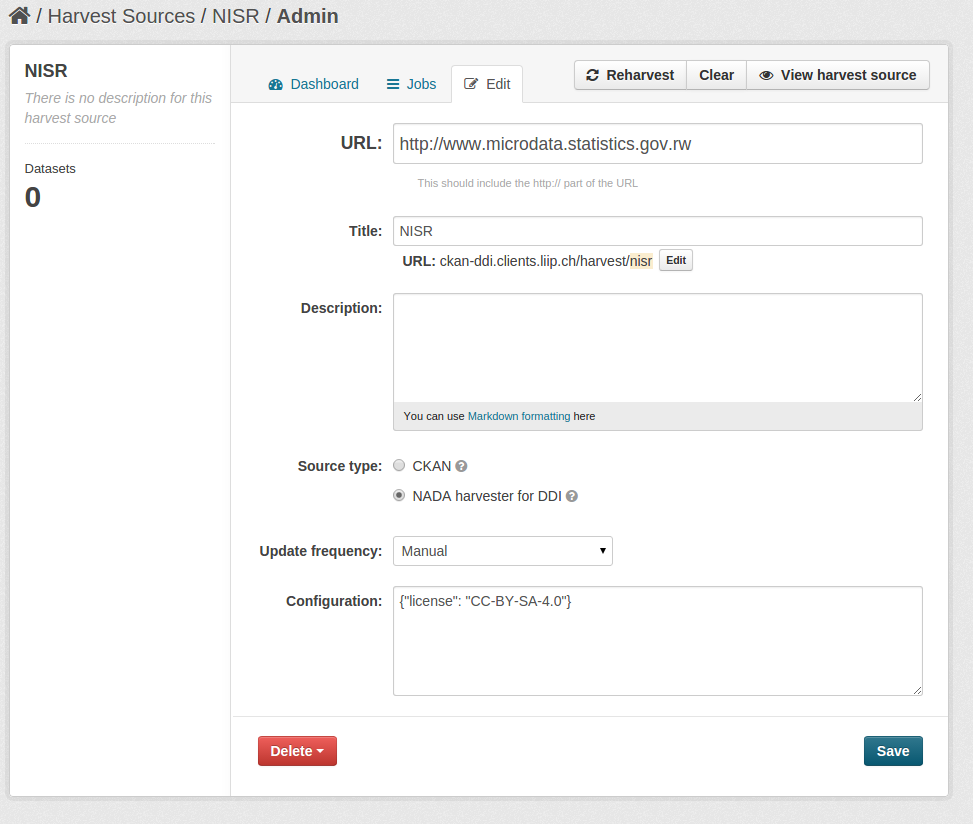 / Harvest Sources / NISR / Admin
NISR
There is no description for this
harvest source
Datasets
0
Dashboard
Jobs
Edit
Reharvest
Clear
View harvest source
URL: http://www.microdata.statistics.gov.rw
This should include the http:// part of the URL
Title: NISR
URL: ckan-ddi.clients.liip.ch/harvest/nisr Edit
Description:
You can use Markdown formatting here
Source type: CKAN ?
NADA harvester for DDI ?
Update frequency: Manual
Configuration: {"license": "CC-BY-SA-4.0"}
Delete
Save